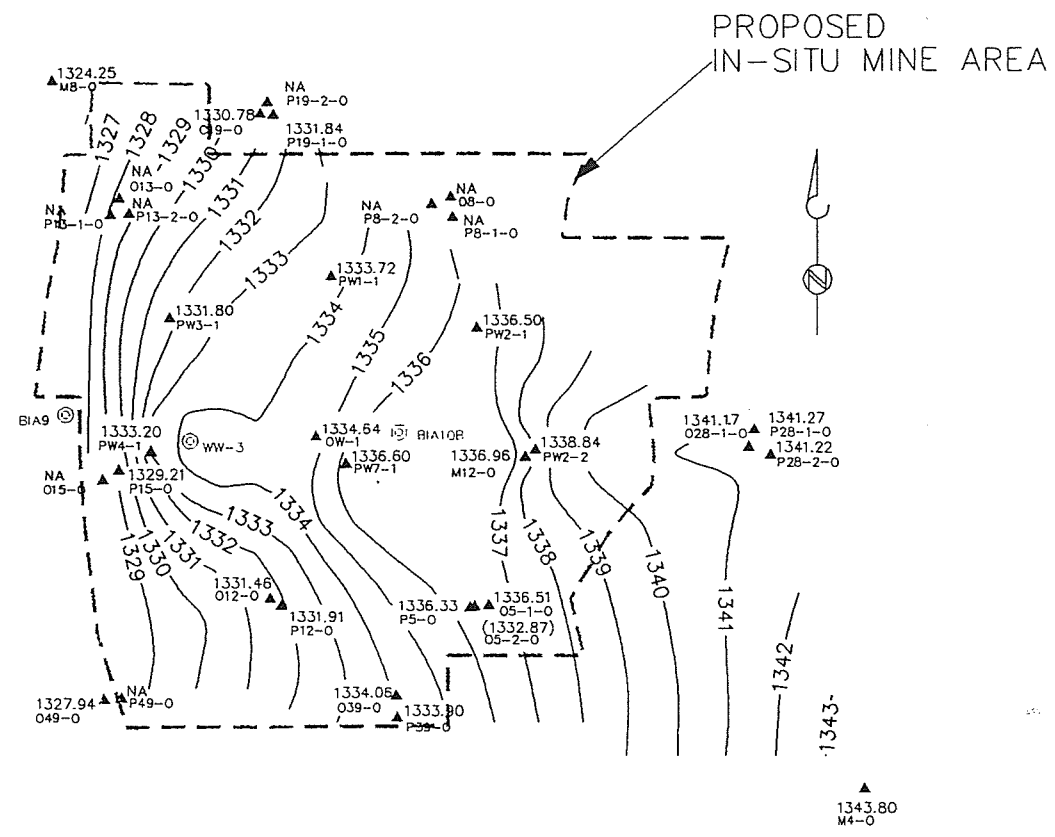 PROPOSED
IN-SITU MINE AREA
1324.25
M8-0
NA
P19-2-0
1330.78
O19-0
1331.84
P19-1-0
1327
1328
1329
1330
1331
1332
1333
NA
O13-0
NA
P13-1-0
NA
P13-2-0
NA
O8-0
NA
P8-2-0
NA
P8-1-0
1333.72
PW1-1
1334
1335
1336
1331.80
PW3-1
1336.50
PW2-1
N
BIA9
1333.20
PW4-1
WW-3
1334.64
OW-1
1336.60
PW7-1
1336.96
M12-0
1338.84
PW2-2
1341.17
O28-1-0
1341.27
P28-1-0
1341.22
P28-2-0
NA
O15-0
1329.21
P15-0
1329
1330
1331
1332
1333
1334
1337
1338
1339
1340
1341
1342
1343
1331.46
O12-0
1331.91
P12-0
1336.33
P5-0
1336.51
O5-1-0
(1332.87)
O5-2-0
1327.94
O49-0
NA
P49-0
1334.06
O39-0
1333.90
P39-0
1343.80
M4-0